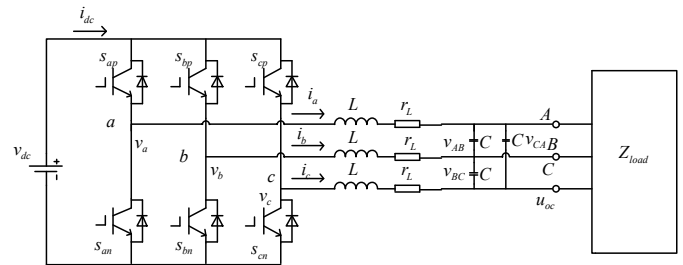 i_dc
s_ap
s_bp
s_cp
i_a
L
r_L
A
a
v_a
i_b
L
r_L
v_AB
C
C
v_CA
B
v_dc
b
v_b
i_c
L
r_L
v_BC
C
C
c
v_c
u_oc
Z_load
s_an
s_bn
s_cn